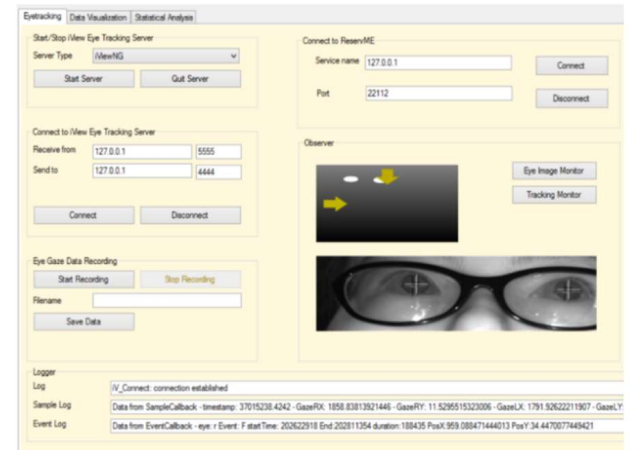 Eyetracking Data Visualization Statistical Analysis
Start/Stop iView Eye Tracking Server
Server Type iViewNG
Start Server Quit Server
Connect to iView Eye Tracking Server
Receive from 127.0.0.1 5555
Send to 127.0.0.1 4444
Connect Disconnect
Eye Gaze Data Recording
Start Recording Stop Recording
Filename
Save Data
Connect to ReservME
Service name 127.0.0.1 Connect
Port 22112 Disconnect
Observer
Eye Image Monitor
Tracking Monitor
Logger
Log iV_Connect: connection established
Sample Log Data from SampleCallback - timestamp: 37015238.4242 - GazeRX: 1858.83813921446 - GazeRY: 11.5295515323006 - GazeLX: 1791.92622211907 - GazeLY:
Event Log Data from EventCallback - eye: r Event: F startTime: 202622918 End:202811354 duration:188435 PosX:959.088471444013 PosY:34.4470077449421